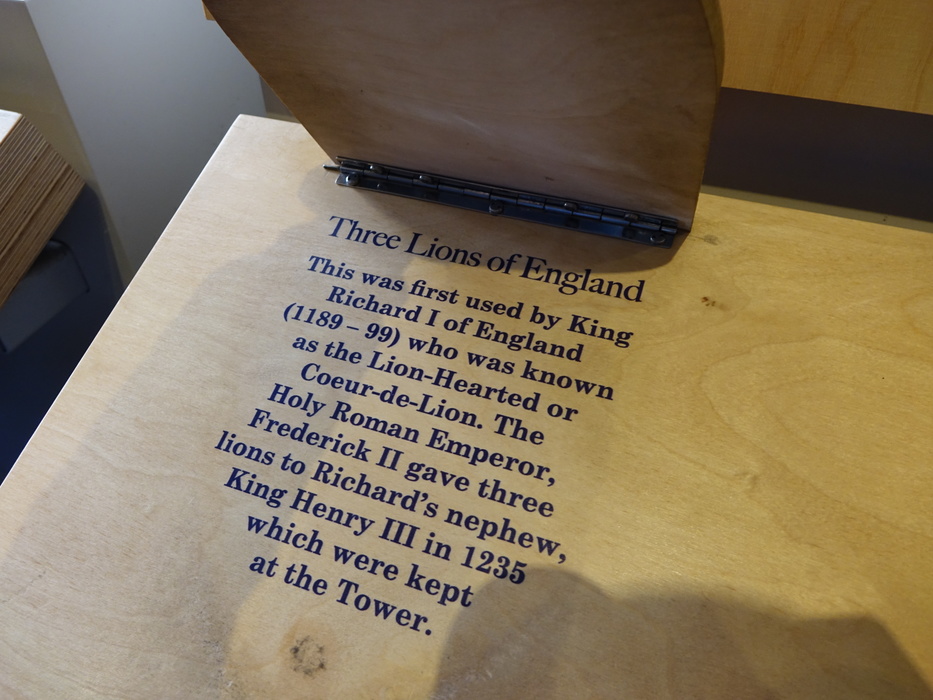 Three Lions of England
This was first used by King
Richard I of England
(1189 – 99) who was known
as the Lion-Hearted or
Coeur-de-Lion. The
Holy Roman Emperor,
Frederick II gave three
lions to Richard's nephew,
King Henry III in 1235
which were kept
at the Tower.